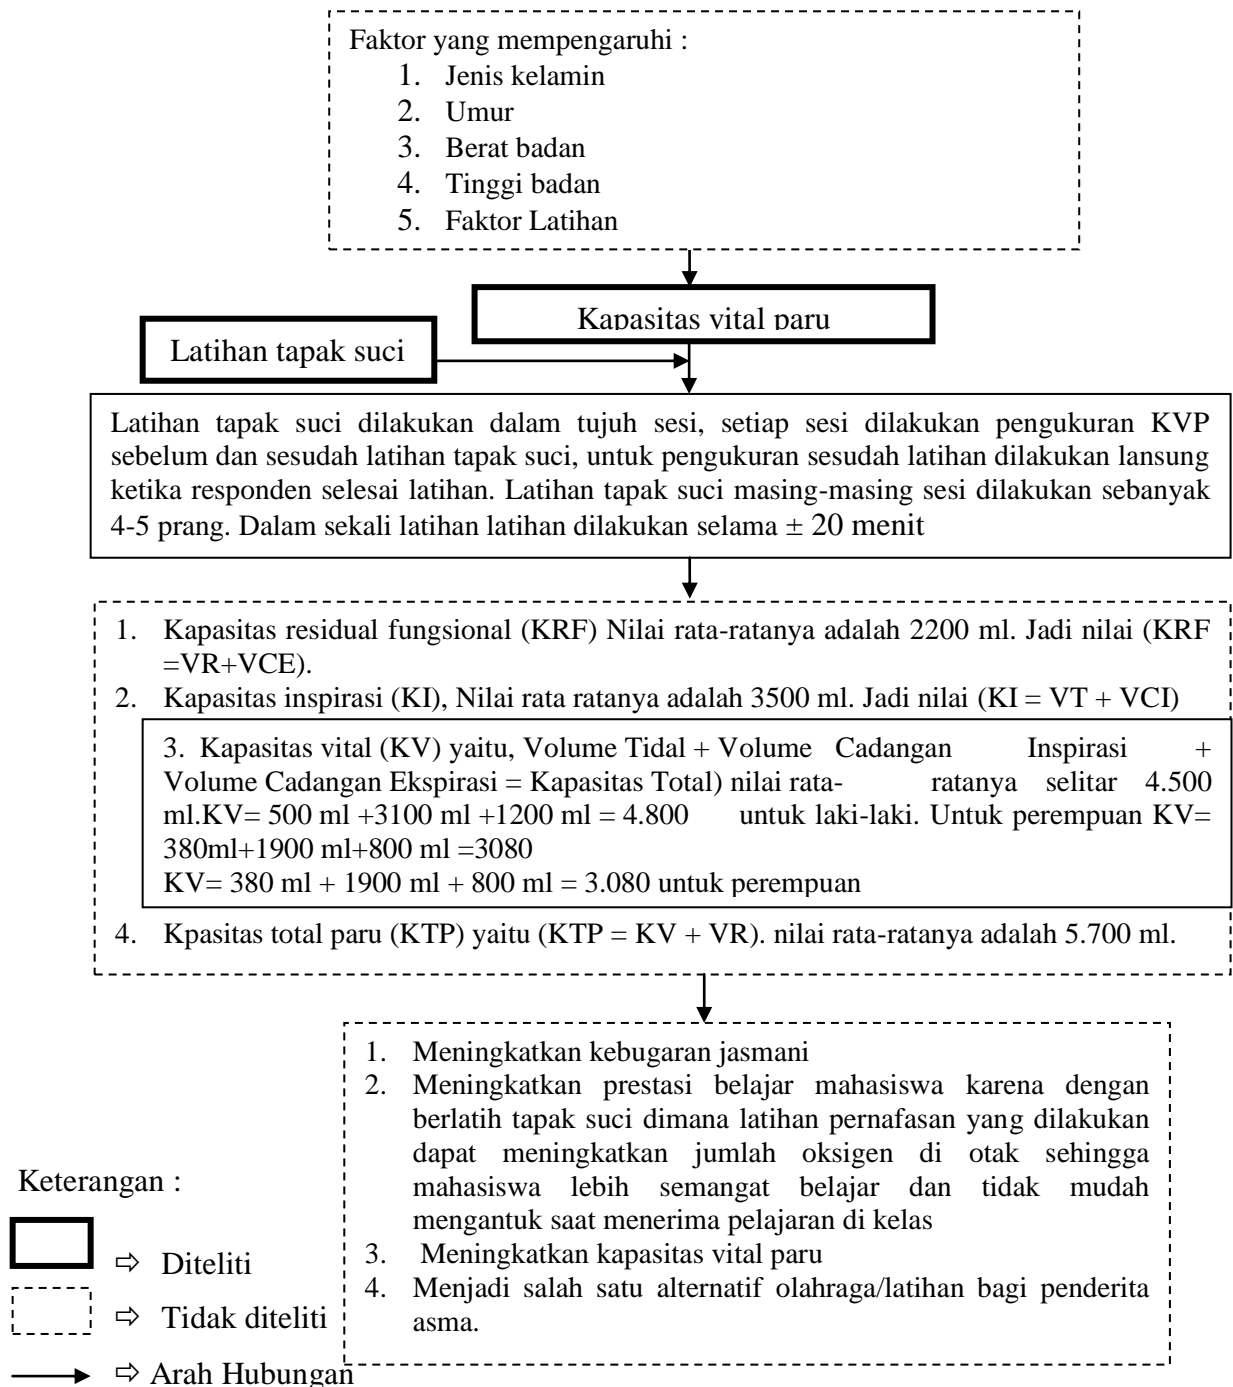 Faktor yang mempengaruhi :
1. Jenis kelamin
2. Umur
3. Berat badan
4. Tinggi badan
5. Faktor Latihan
Kapasitas vital paru
Latihan tapak suci
Latihan tapak suci dilakukan dalam tujuh sesi, setiap sesi dilakukan pengukuran KVP
sebelum dan sesudah latihan tapak suci, untuk pengukuran sesudah latihan dilakukan lansung
ketika responden selesai latihan. Latihan tapak suci masing-masing sesi dilakukan sebanyak
4-5 prang. Dalam sekali latihan latihan dilakukan selama ± 20 menit
1. Kapasitas residual fungsional (KRF) Nilai rata-ratanya adalah 2200 ml. Jadi nilai (KRF
=VR+VCE).
2. Kapasitas inspirasi (KI), Nilai rata ratanya adalah 3500 ml. Jadi nilai (KI = VT + VCI)
3. Kapasitas vital (KV) yaitu, Volume Tidal + Volume Cadangan Inspirasi +
Volume Cadangan Ekspirasi = Kapasitas Total) nilai rata- ratanya selitar 4.500
ml.KV= 500 ml +3100 ml +1200 ml = 4.800 untuk laki-laki. Untuk perempuan KV=
380ml+1900 ml+800 ml =3080
KV= 380 ml + 1900 ml + 800 ml = 3.080 untuk perempuan
4. Kpasitas total paru (KTP) yaitu (KTP = KV + VR). nilai rata-ratanya adalah 5.700 ml.
1. Meningkatkan kebugaran jasmani
2. Meningkatkan prestasi belajar mahasiswa karena dengan
berlatih tapak suci dimana latihan pernafasan yang dilakukan
dapat meningkatkan jumlah oksigen di otak sehingga
mahasiswa lebih semangat belajar dan tidak mudah
mengantuk saat menerima pelajaran di kelas
3. Meningkatkan kapasitas vital paru
4. Menjadi salah satu alternatif olahraga/latihan bagi penderita
asma.
Keterangan :
⇨ Diteliti
⇨ Tidak diteliti
⇨ Arah Hubungan